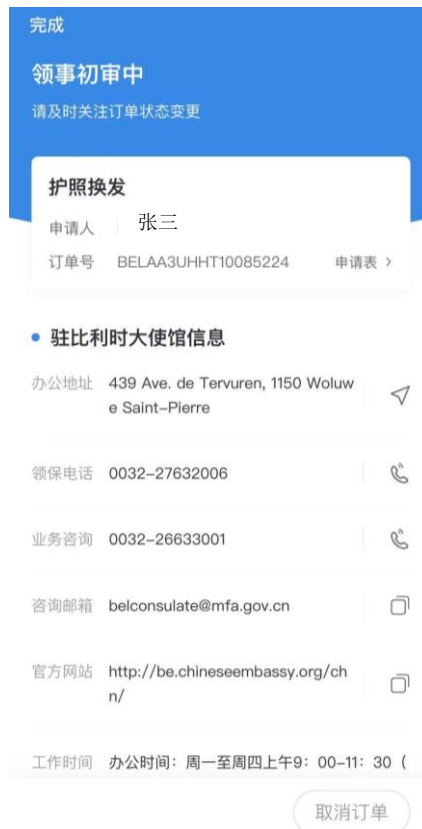 完成
领事初审中
请及时关注订单状态变更
护照换发
申请人 张三
订单号 BELAA3UHHT10085224 申请表 >
驻比利时大使馆信息
办公地址 439 Ave. de Tervuren, 1150 Woluw
e Saint-Pierre
领保电话 0032-27632006
业务咨询 0032-26633001
咨询邮箱 belconsulate@mfa.gov.cn
官方网站 http://be.chineseembassy.org/ch
n/
工作时间 办公时间：周一至周四上午9：00-11：30（
取消订单